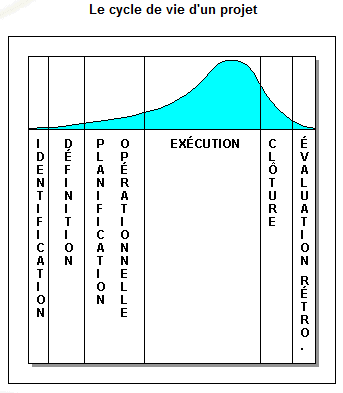 Le cycle de vie d'un projet
IDENTIFICATION
DÉFINITION
PLANIFICATION
OPÉRATIONNELLE
EXÉCUTION
CLÔTURE
ÉVALUATION RÉTRO.